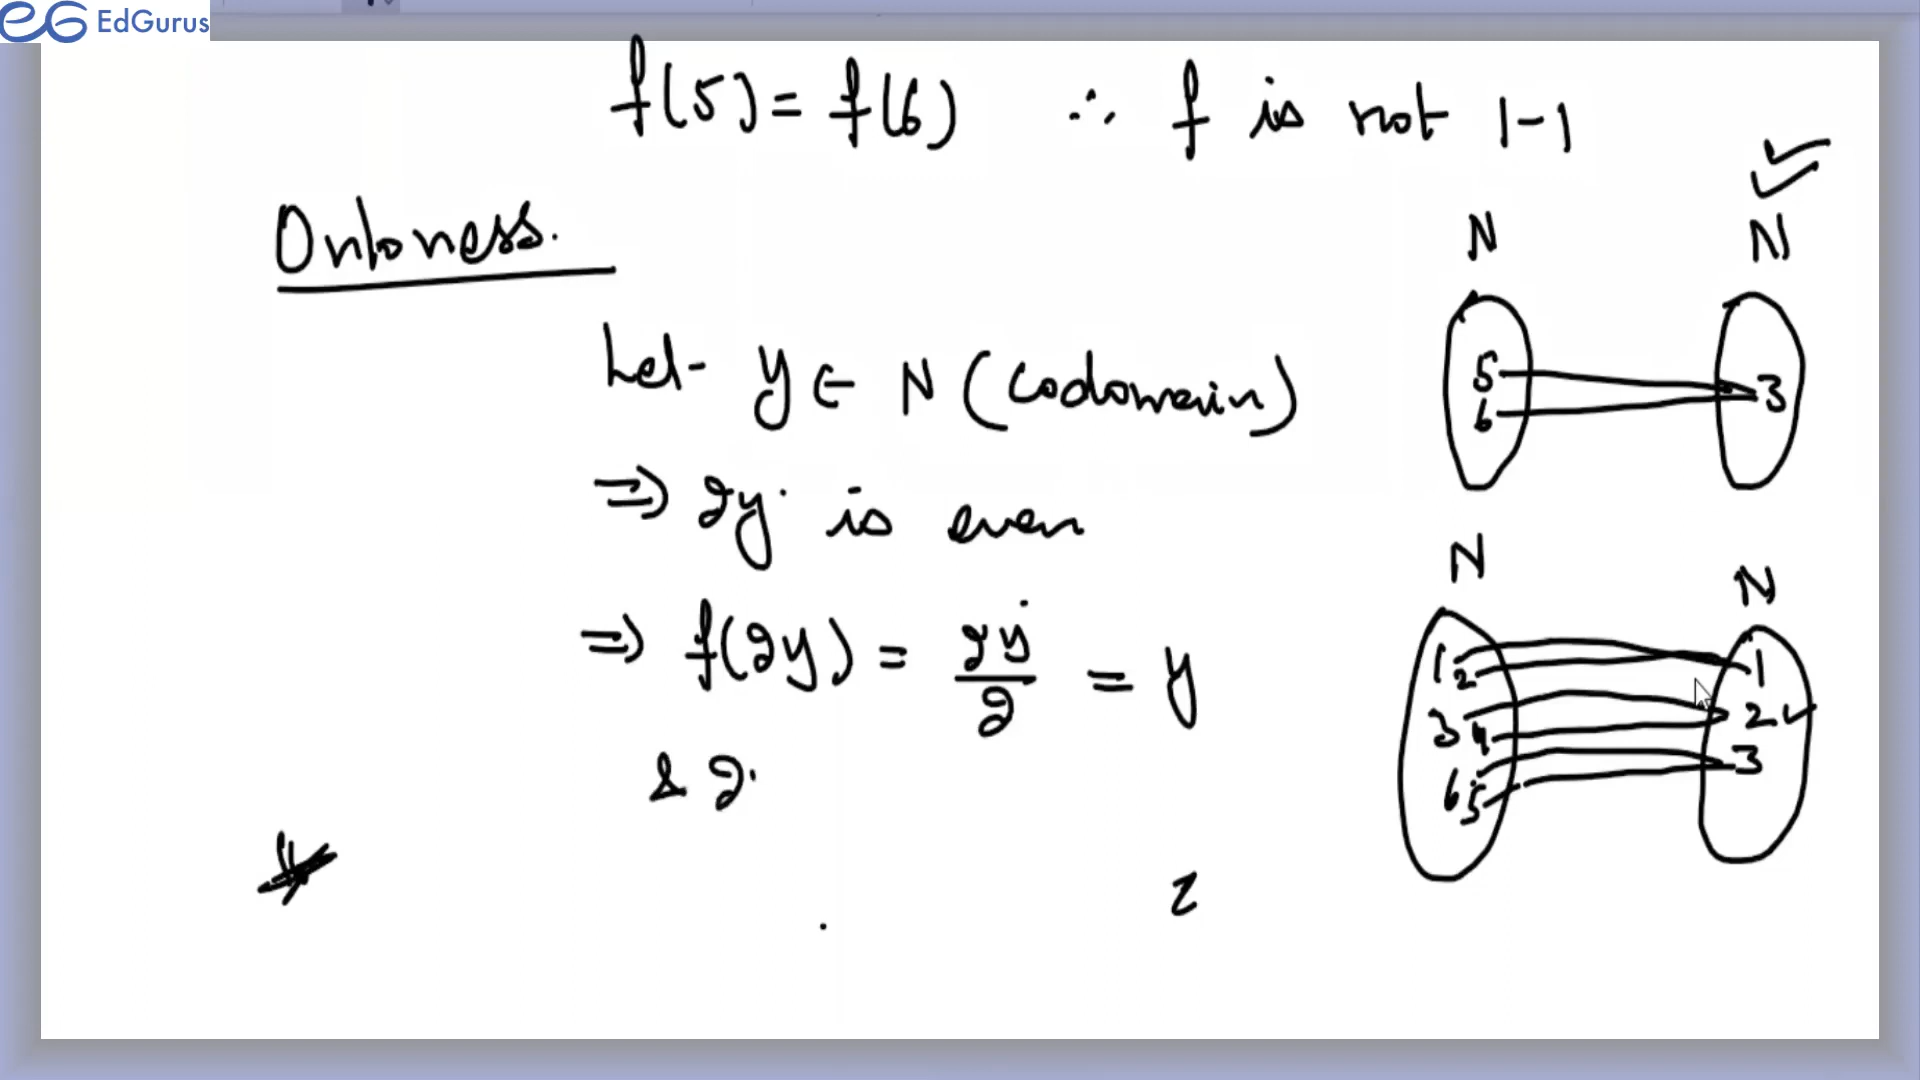 EdGurus
f(5) = f(6) ∴ f is not 1-1
Ontoness.
N N
5 3
6
Let y ∈ N (codomain)
⇒ 2y is even
N N
⇒ f(2y) = 2y/2 = y
1 2 1
3 4 2 ✓
6 5 3
& 2
2